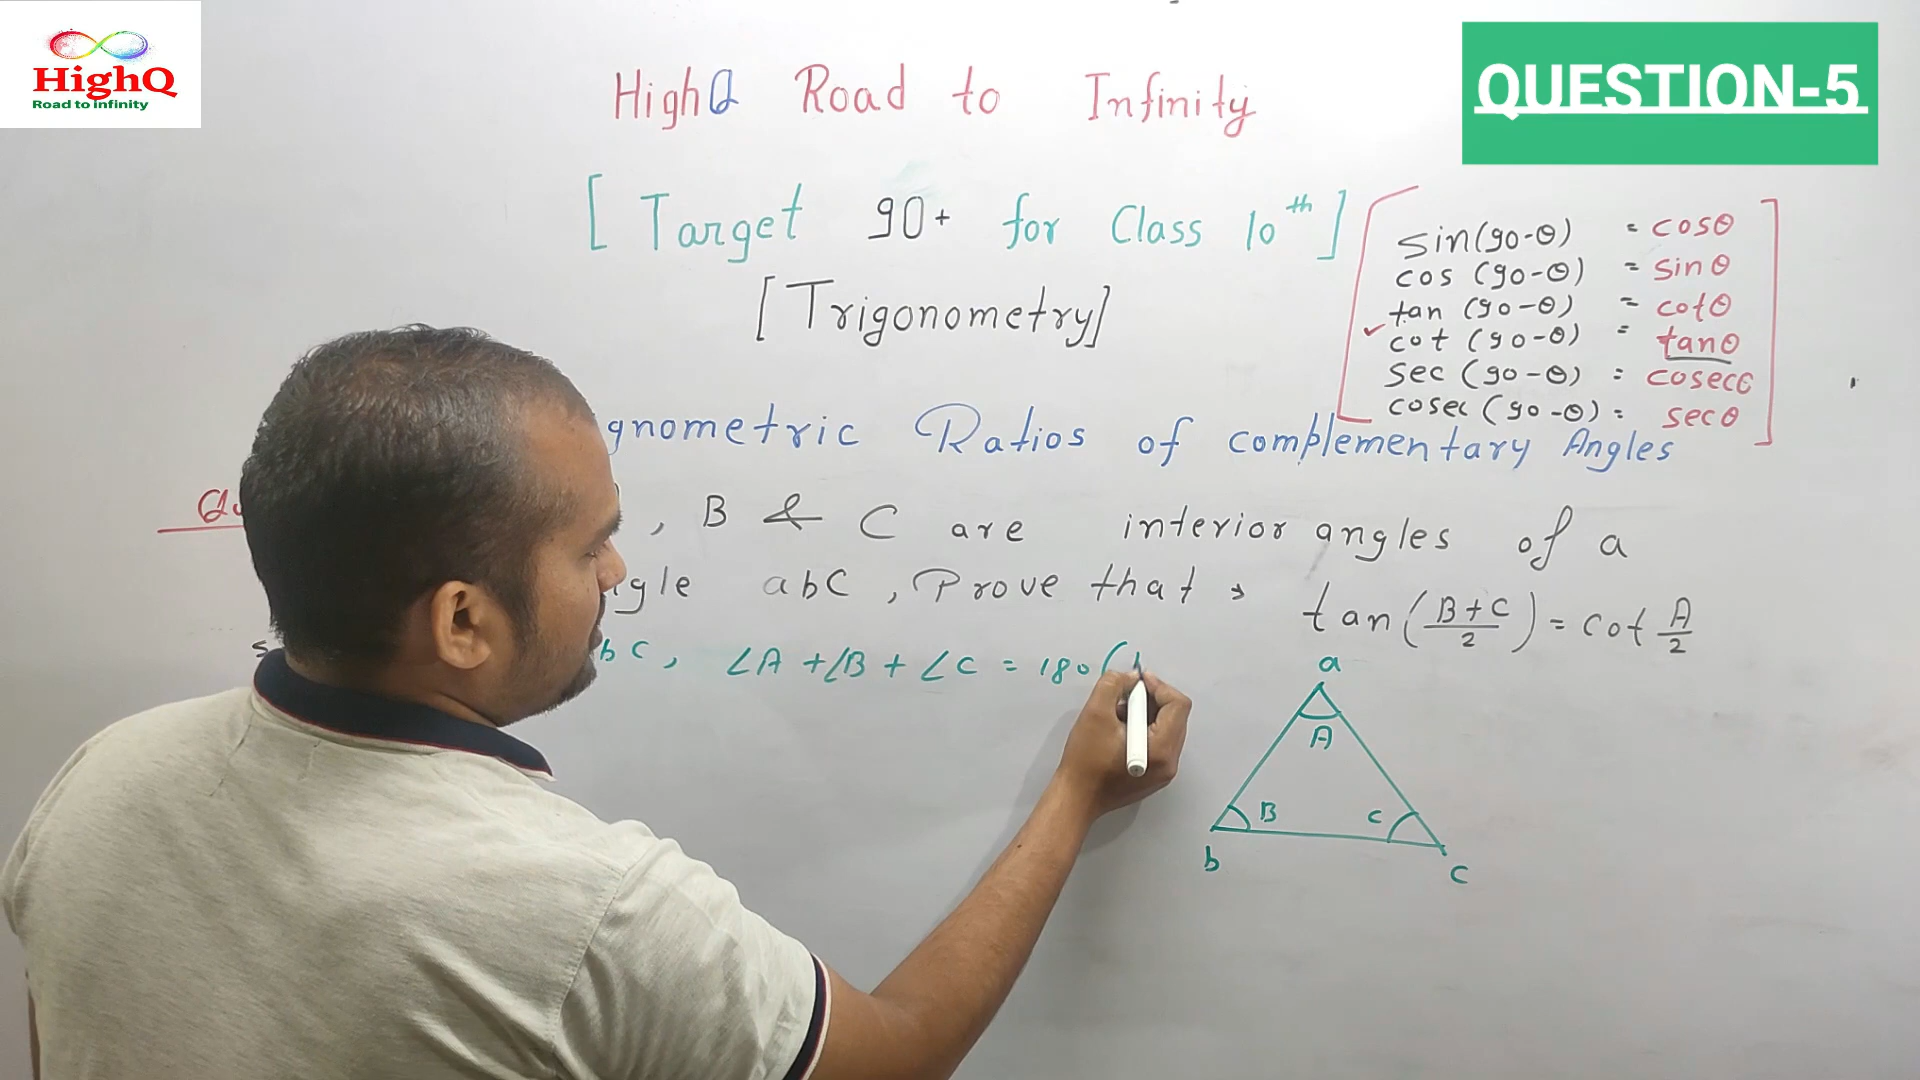 HighQ
Road to infinity
QUESTION-5
HighQ Road to Infinity
[Target 90+ for Class 10th]
[Trigonometry]
sin(90-θ) = cosθ
cos (90-θ) = sinθ
tan (90-θ) = cotθ
✓ cot (90-θ) = tanθ
sec (90-θ) = cosecθ
cosec (90-θ) = secθ
gnometric Ratios of complementary Angles
, B & C are interior angles of a
gle abC, Prove that → tan(B+C/2) = cot A/2
bC, ∠A + ∠B + ∠C = 180 (
a
A
B
C
b
c